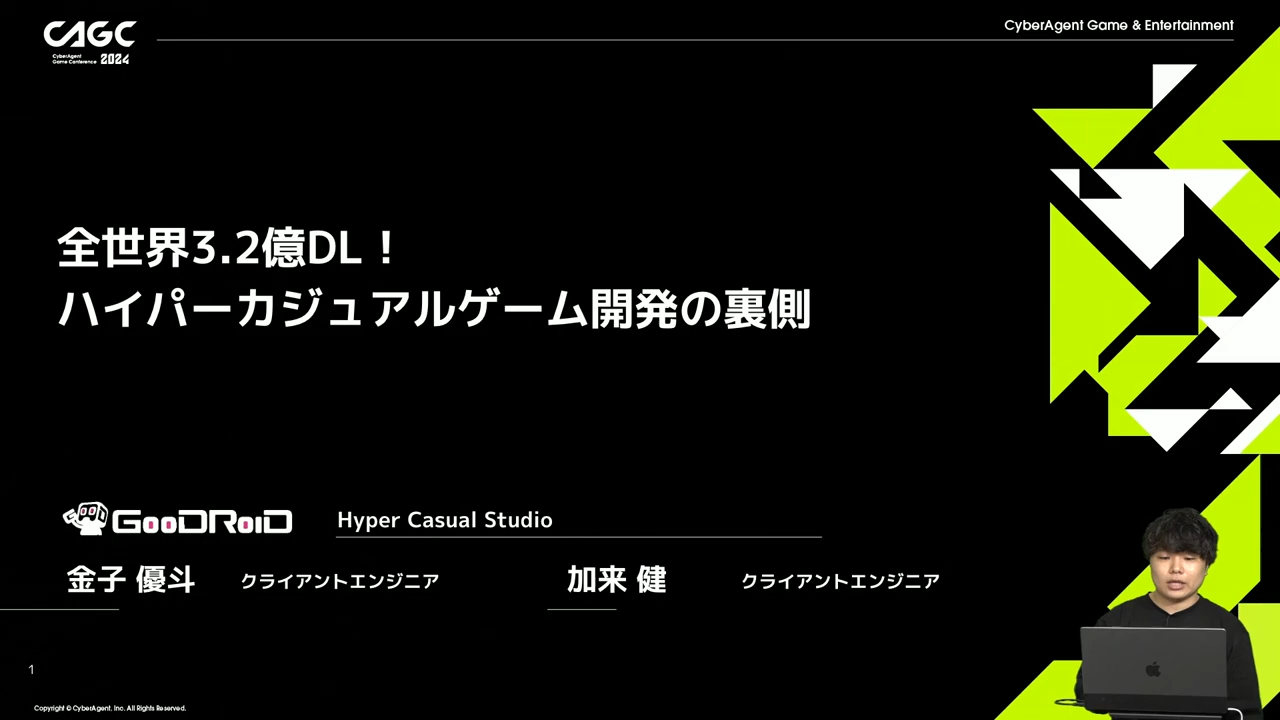 CAGC
CyberAgent
Game Conference 2024
CyberAgent Game & Entertainment
全世界3.2億DL！
ハイパーカジュアルゲーム開発の裏側
GOODROID
Hyper Casual Studio
金子 優斗 クライアントエンジニア
加来 健 クライアントエンジニア
1
Copyright © CyberAgent, Inc. All Rights Reserved.